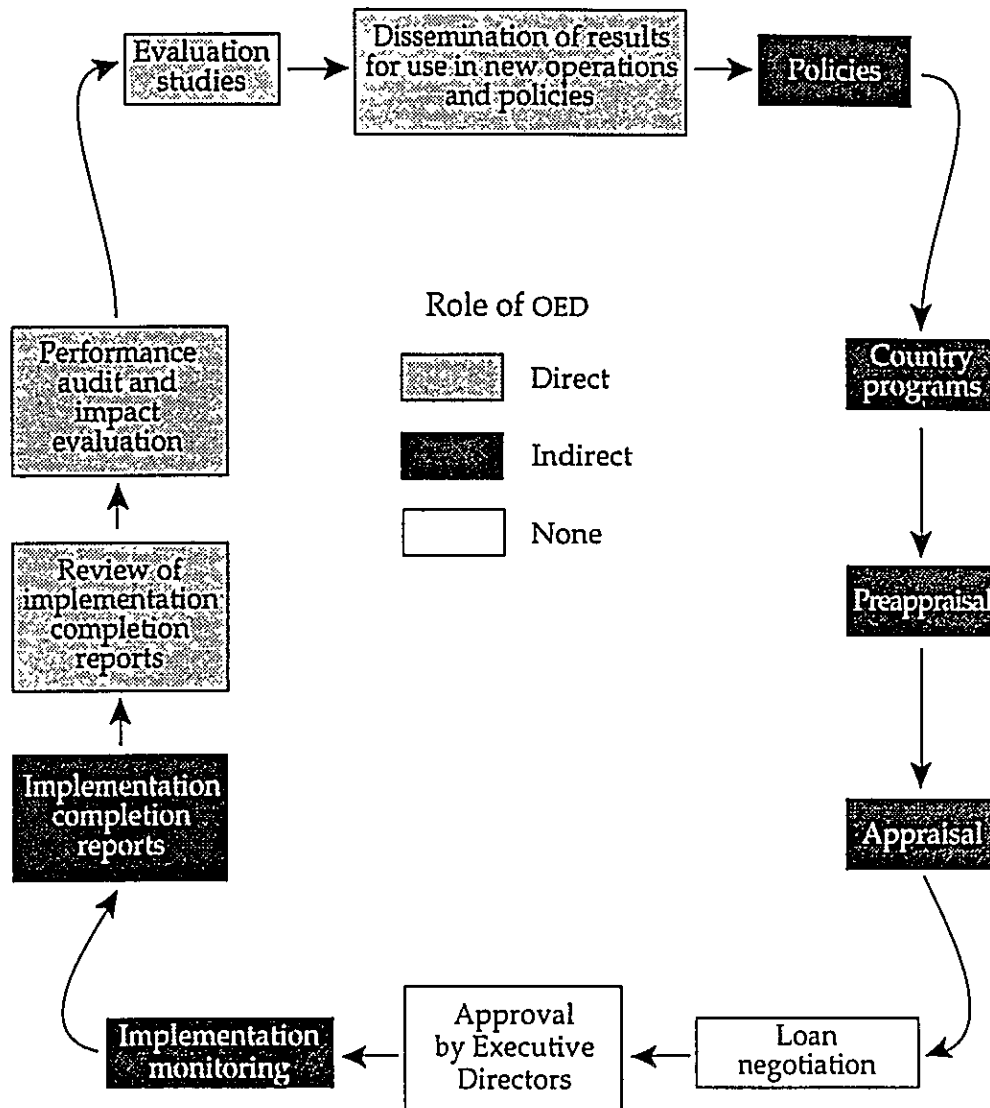 Evaluation
studies
Dissemination of results
for use in new operations
and policies
Policies
Country
programs
Preappraisal
Appraisal
Loan
negotiation
Approval
by Executive
Directors
Implementation
monitoring
Implementation
completion
reports
Review of
implementation
completion
reports
Performance
audit and
impact
evaluation
Role of OED
Direct
Indirect
None